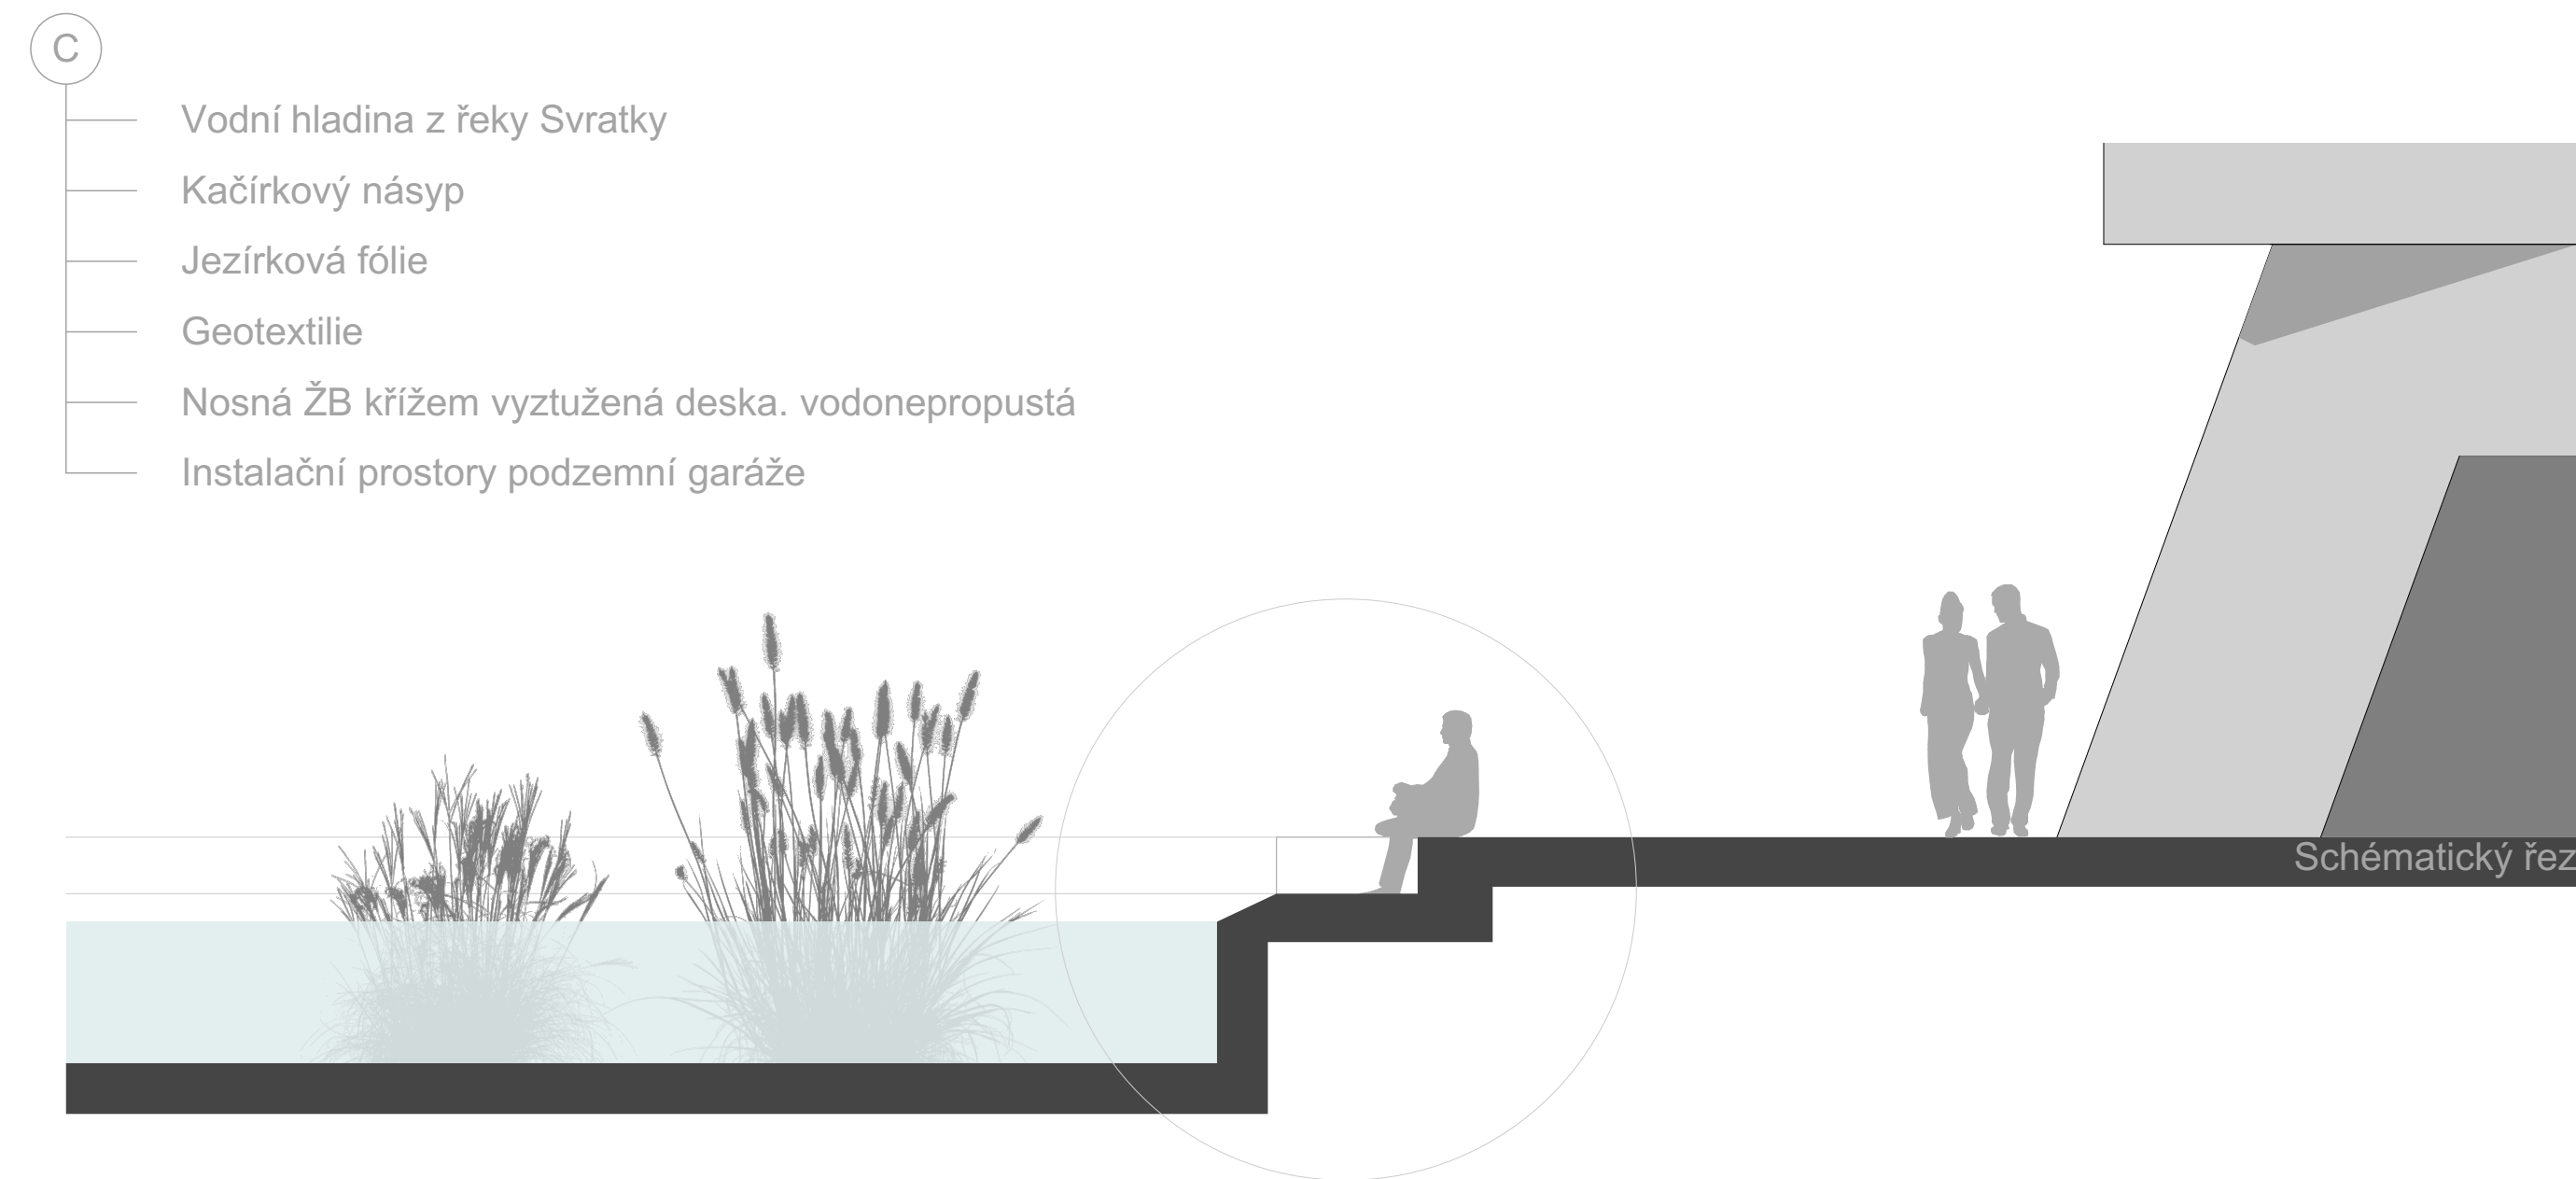 C
Vodní hladina z řeky Svratky
Kačírkový násyp
Jezírková fólie
Geotextilie
Nosná ŽB křížem vyztužená deska. vodonepropustá
Instalační prostory podzemní garáže
Schématický řez